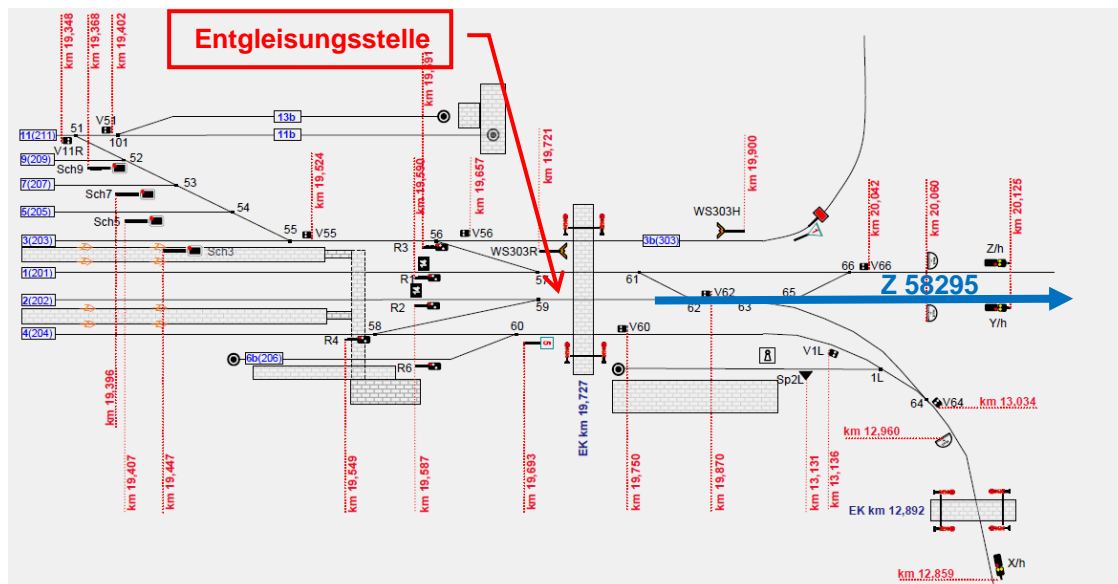 Entgleisungsstelle
km 19,348
km 19,368
km 19,402
km 19,524
km 19,590
km 19,657
km 19,721
km 19,900
km 20,042
km 20,060
km 20,125
13b
11b
11(211)
51
V51
101
V11R
9(209)
52
Sch9
7(207)
53
Sch7
5(205)
54
Sch5
55
V55
56
V56
WS303H
3(203)
Sch3
R3
WS303R
3b(303)
Z/h
1(201)
R1
57
61
66
V66
Z 58295
2(202)
R2
59
62
V62
63
65
Y/h
4(204)
58
R4
60
V60
5
V1L
6b(206)
R6
Sp2L
1L
64
V64
km 13,034
km 12,960
EK km 19,727
EK km 12,892
X/h
km 12,859
km 19,396
km 19,407
km 19,447
km 19,549
km 19,587
km 19,693
km 19,750
km 19,870
km 13,131
km 13,136